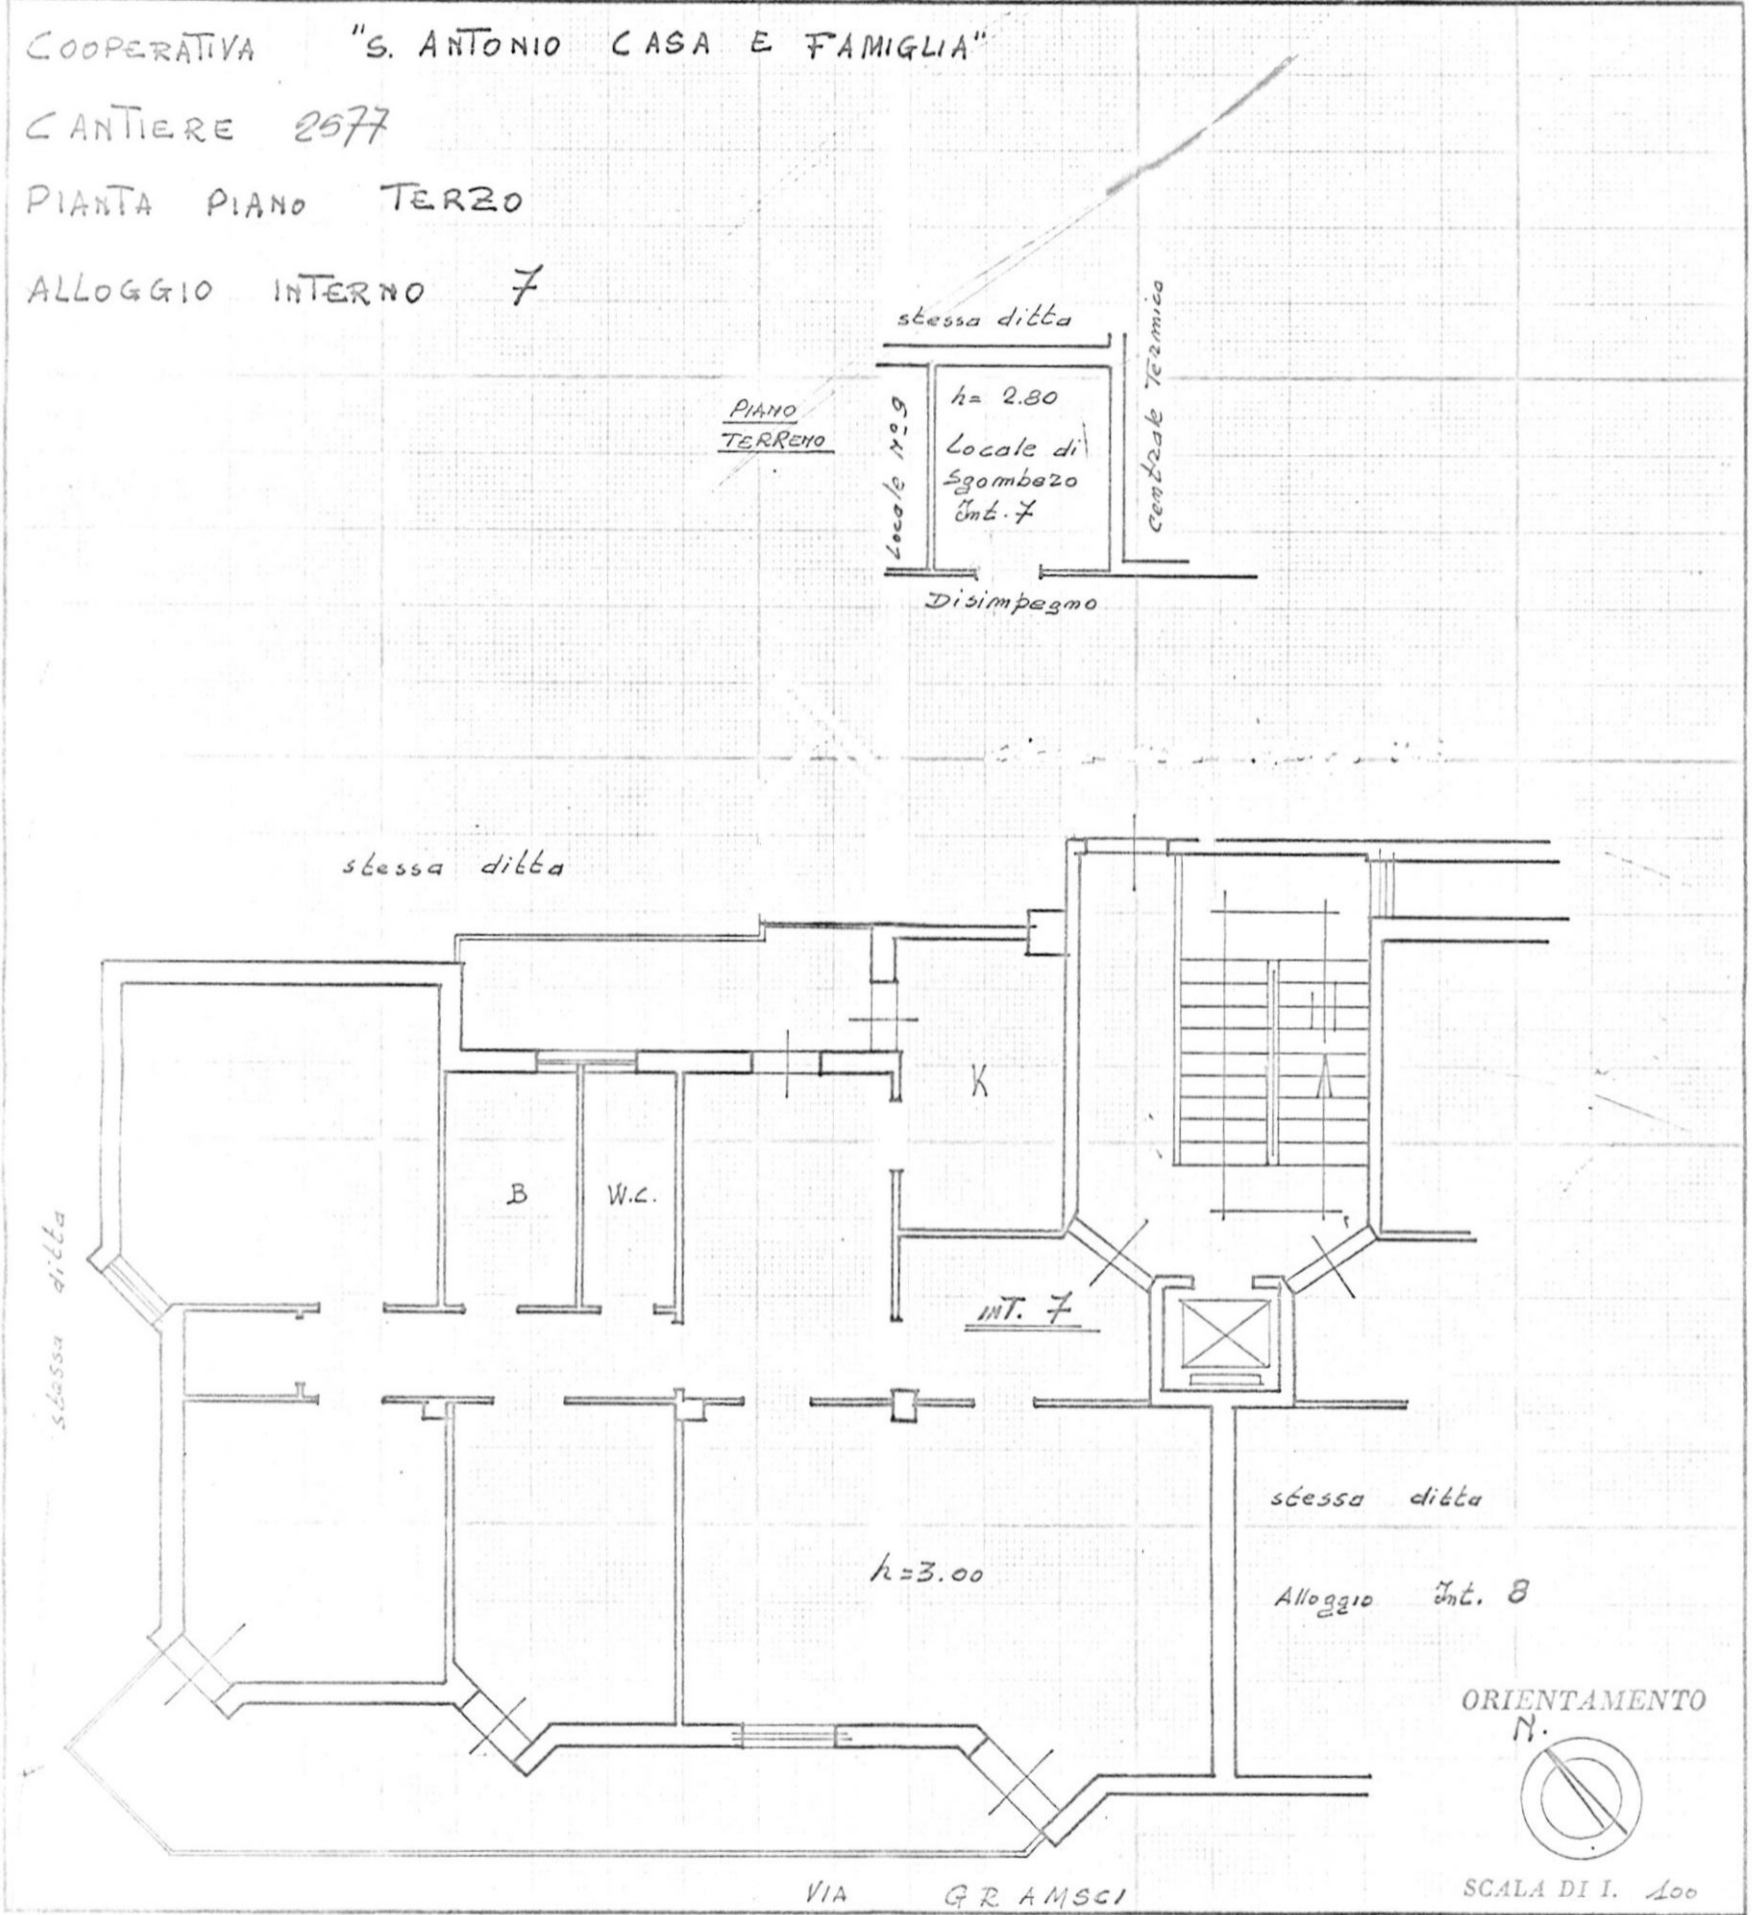 COOPERATIVA "S. ANTONIO CASA E FAMIGLIA"
CANTIERE 2577
PIANTA PIANO TERZO
ALLOGGIO INTERNO 7
stessa ditta
Centrale Termica
PIANO
TERRENO
Locale N° 9
h= 2.80
Locale di
Sgombero
Int. 7
Disimpegno
stessa ditta
K
B
W.C.
stessa ditta
INT. 7
stessa ditta
h=3.00
Alloggio Int. 8
ORIENTAMENTO
N.
SCALA DI 1. 100
VIA GRAMSCI